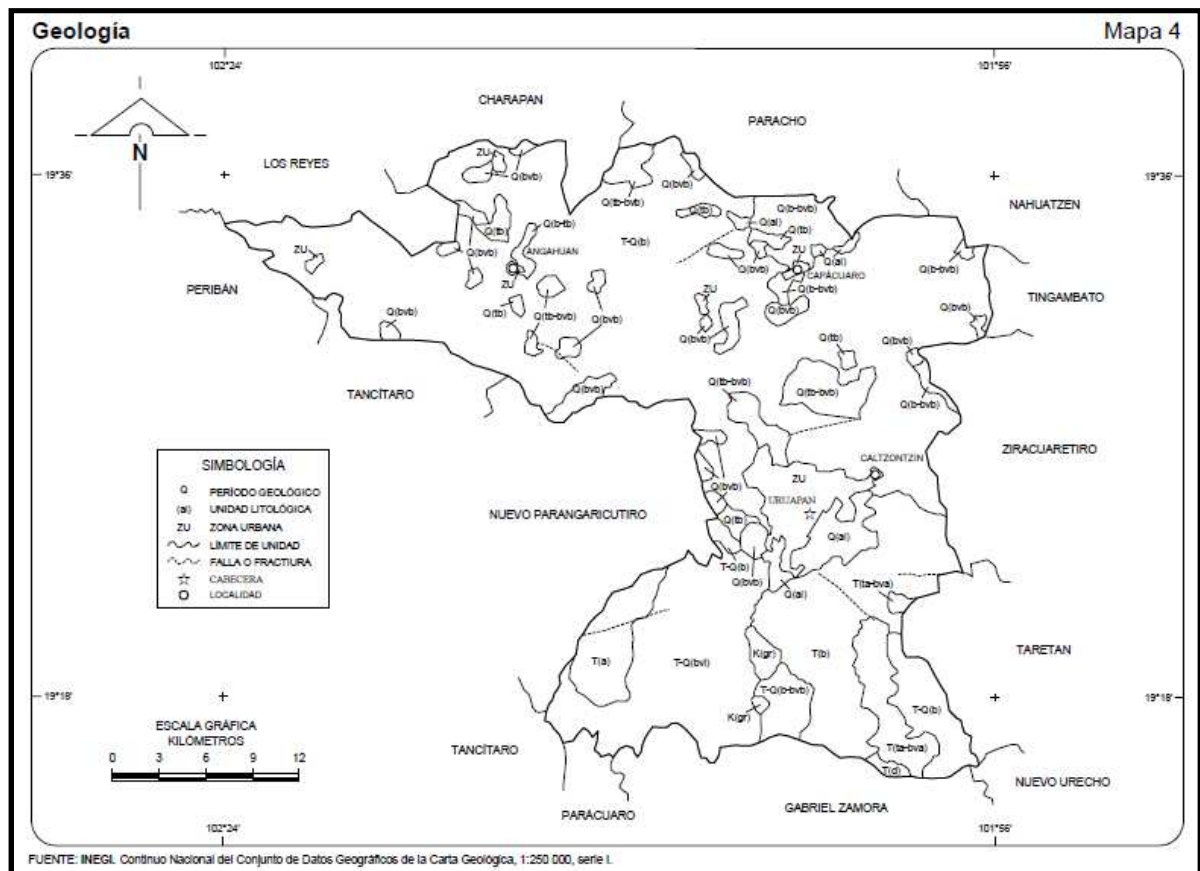 Geología
Mapa 4
102°24'
101°56'
CHARAPAN
PARACHO
N
LOS REYES
ZU
19°36'
19°36'
Q(bvb)
Q(bvb)
Q(tb-bvb)
NAHUATZEN
Q(tb)
Q(b-bvb)
Q(b-tb)
Q(al)
Q(tb)
Q(tb)
T-Q(b)
ZU
ANGAHUAN
ZU
Q(bvb)
Q(al)
Q(b-bvb)
Q(bvb)
CAPÁCUARO
ZU
PERIBÁN
ZU
Q(b-bvb)
TINGAMBATO
Q(bvb)
Q(tb)
Q(tb-bvb)
Q(bvb)
Q(bvb)
Q(bvb)
Q(bvb)
Q(tb)
Q(bvb)
Q(bvb)
Q(tb-bvb)
TANCÍTARO
Q(tb-bvb)
Q(b-bvb)
ZIRACUARETIRO
CALTZONTZIN
SIMBOLOGÍA
Q PERÍODO GEOLÓGICO
(al) UNIDAD LITOLÓGICA
ZU ZONA URBANA
LÍMITE DE UNIDAD
FALLA O FRACTIURA
CABECERA
LOCALIDAD
ZU
Q(bvb)
URUAPAN
NUEVO PARANGARICUTIRO
Q(tb)
Q(al)
T-Q(b)
Q(bvb)
Q(al)
T(ta-bva)
TARETAN
T(a)
T-Q(bvl)
K(gr)
T(b)
T-Q(b-bvb)
19°18'
19°18'
T-Q(b)
K(gr)
ESCALA GRÁFICA
KILÓMETROS
0 3 6 9 12
TANCÍTARO
T(ta-bva)
T(d)
NUEVO URECHO
PARÁCUARO
GABRIEL ZAMORA
102°24'
101°56'
FUENTE: INEGI. Continuo Nacional del Conjunto de Datos Geográficos de la Carta Geológica, 1:250 000, serie I.